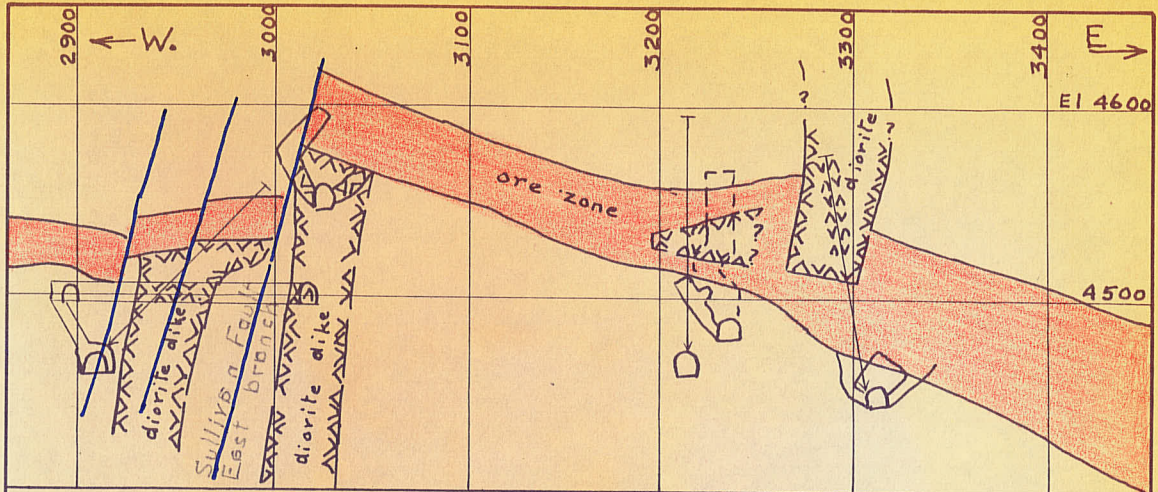 2900
3000
3100
3200
3300
3400
← W.
E →
El 4600
4500
ore zone
?
diorite
?
?
?
diorite dike
Sullivan Fault
East branch
diorite dike